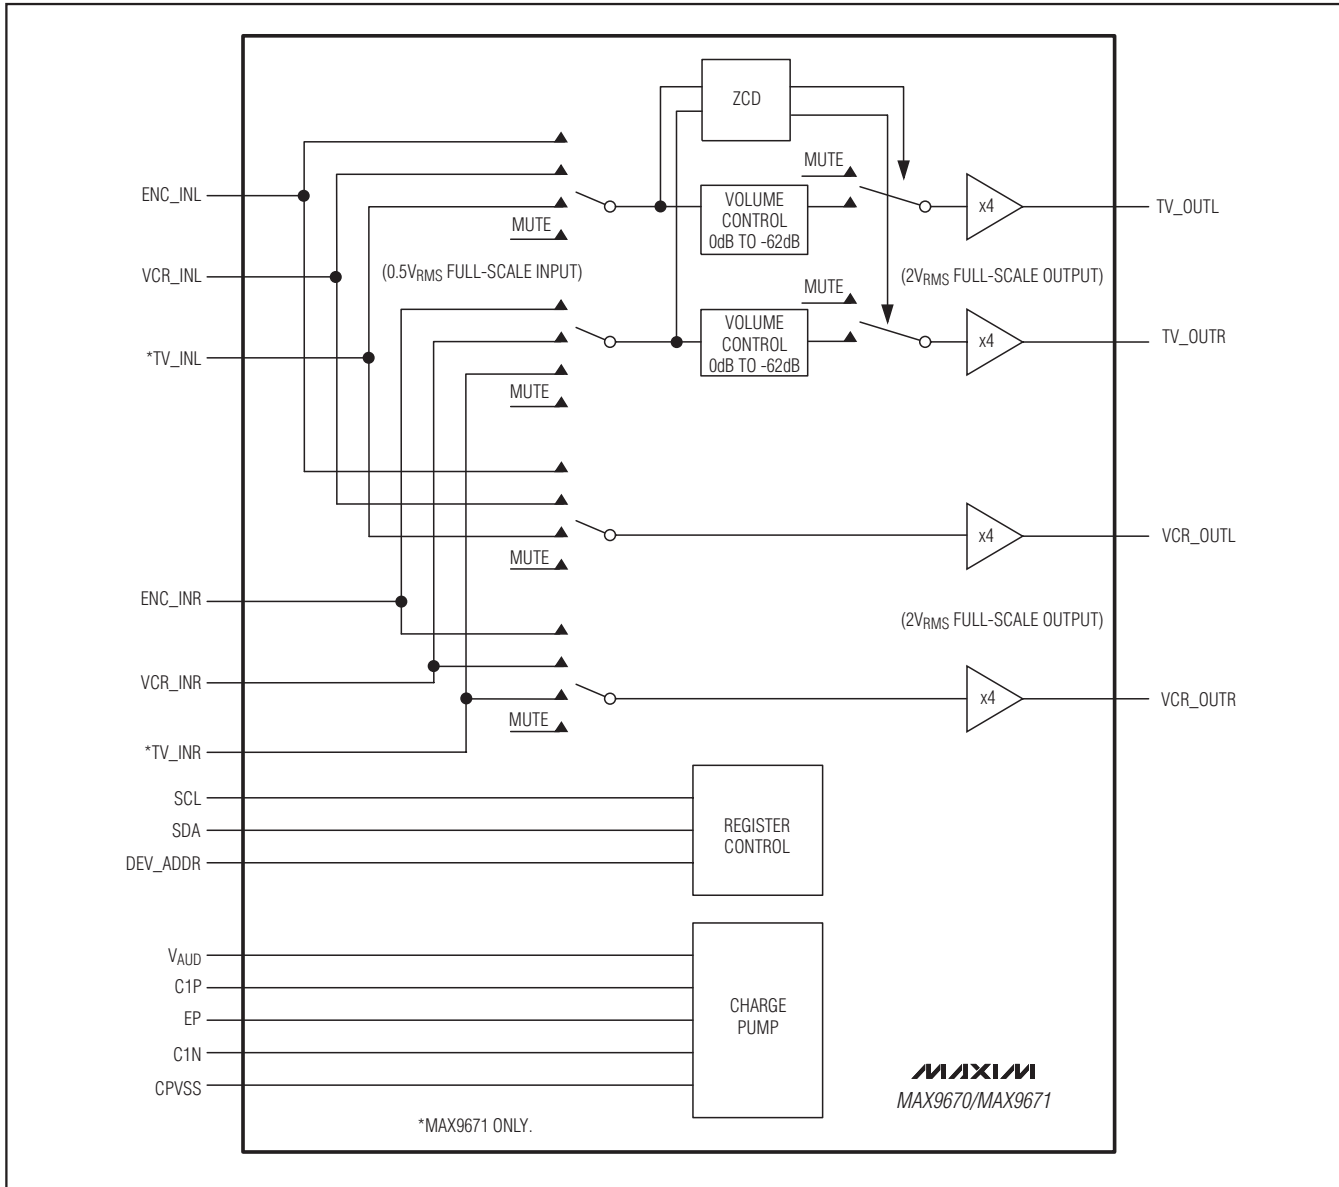 ZCD
MUTE
ENC_INL
VOLUME
CONTROL
0dB TO -62dB
x4
TV_OUTL
MUTE
VCR_INL
(0.5VRMS FULL-SCALE INPUT)
(2VRMS FULL-SCALE OUTPUT)
MUTE
VOLUME
CONTROL
0dB TO -62dB
x4
TV_OUTR
*TV_INL
MUTE
x4
VCR_OUTL
MUTE
ENC_INR
(2VRMS FULL-SCALE OUTPUT)
VCR_INR
x4
VCR_OUTR
MUTE
*TV_INR
SCL
SDA
DEV_ADDR
REGISTER
CONTROL
VAUD
C1P
EP
C1N
CPVSS
CHARGE
PUMP
MAXIM
MAX9670/MAX9671
*MAX9671 ONLY.